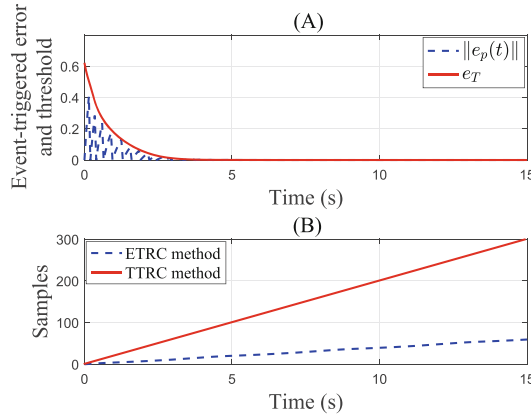 (A)
Event-triggered error
and threshold
0.6
0.4
0.2
0
‖e_p(t)‖
e_T
0
5
10
15
Time (s)
(B)
Samples
300
200
100
0
ETRC method
TTRC method
0
5
10
15
Time (s)